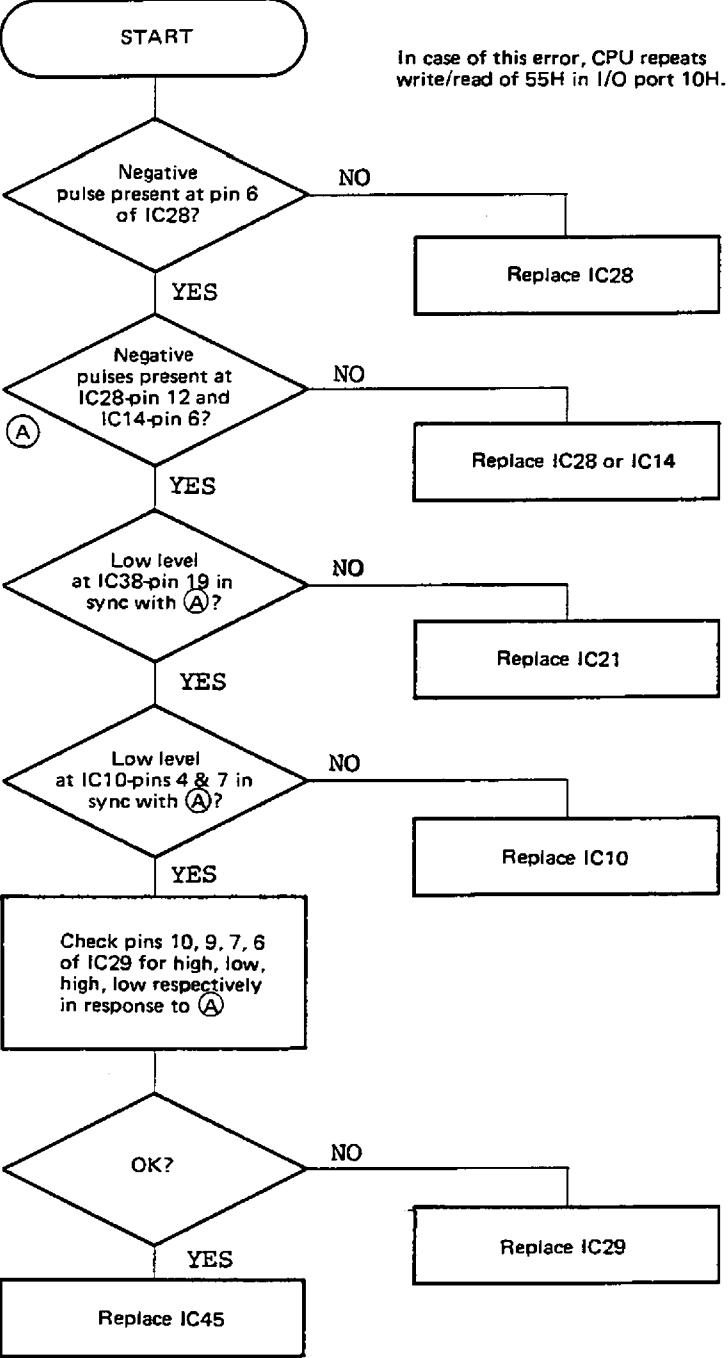 START
In case of this error, CPU repeats
write/read of 55H in I/O port 10H.
Negative
pulse present at pin 6
of IC28?
NO
Replace IC28
YES
Negative
pulses present at
IC28-pin 12 and
IC14-pin 6?
A
NO
Replace IC28 or IC14
YES
Low level
at IC38-pin 19 in
sync with A?
NO
Replace IC21
YES
Low level
at IC10-pins 4 & 7 in
sync with A?
NO
Replace IC10
YES
Check pins 10, 9, 7, 6
of IC29 for high, low,
high, low respectively
in response to A
OK?
NO
Replace IC29
YES
Replace IC45